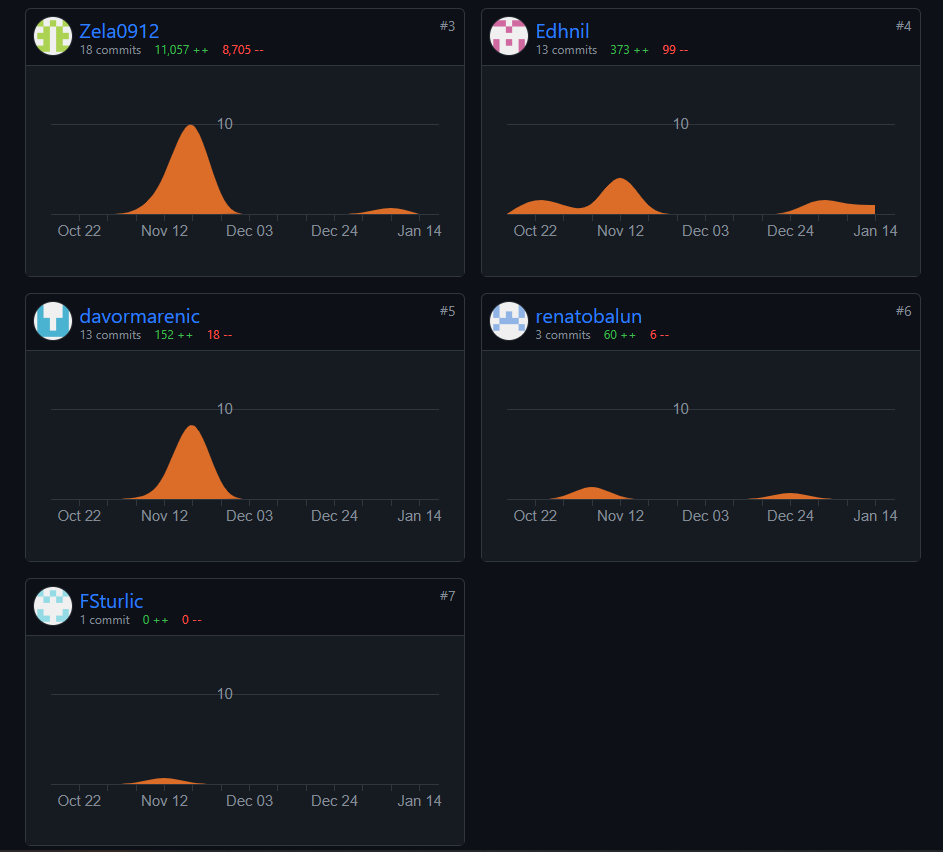 Zela0912
#3
18 commits 11,057 ++ 8,705 --
10
Oct 22 Nov 12 Dec 03 Dec 24 Jan 14
Edhnil
#4
13 commits 373 ++ 99 --
10
Oct 22 Nov 12 Dec 03 Dec 24 Jan 14
davormarenic
#5
13 commits 152 ++ 18 --
10
Oct 22 Nov 12 Dec 03 Dec 24 Jan 14
renatobalun
#6
3 commits 60 ++ 6 --
10
Oct 22 Nov 12 Dec 03 Dec 24 Jan 14
FSturlic
#7
1 commit 0 ++ 0 --
10
Oct 22 Nov 12 Dec 03 Dec 24 Jan 14